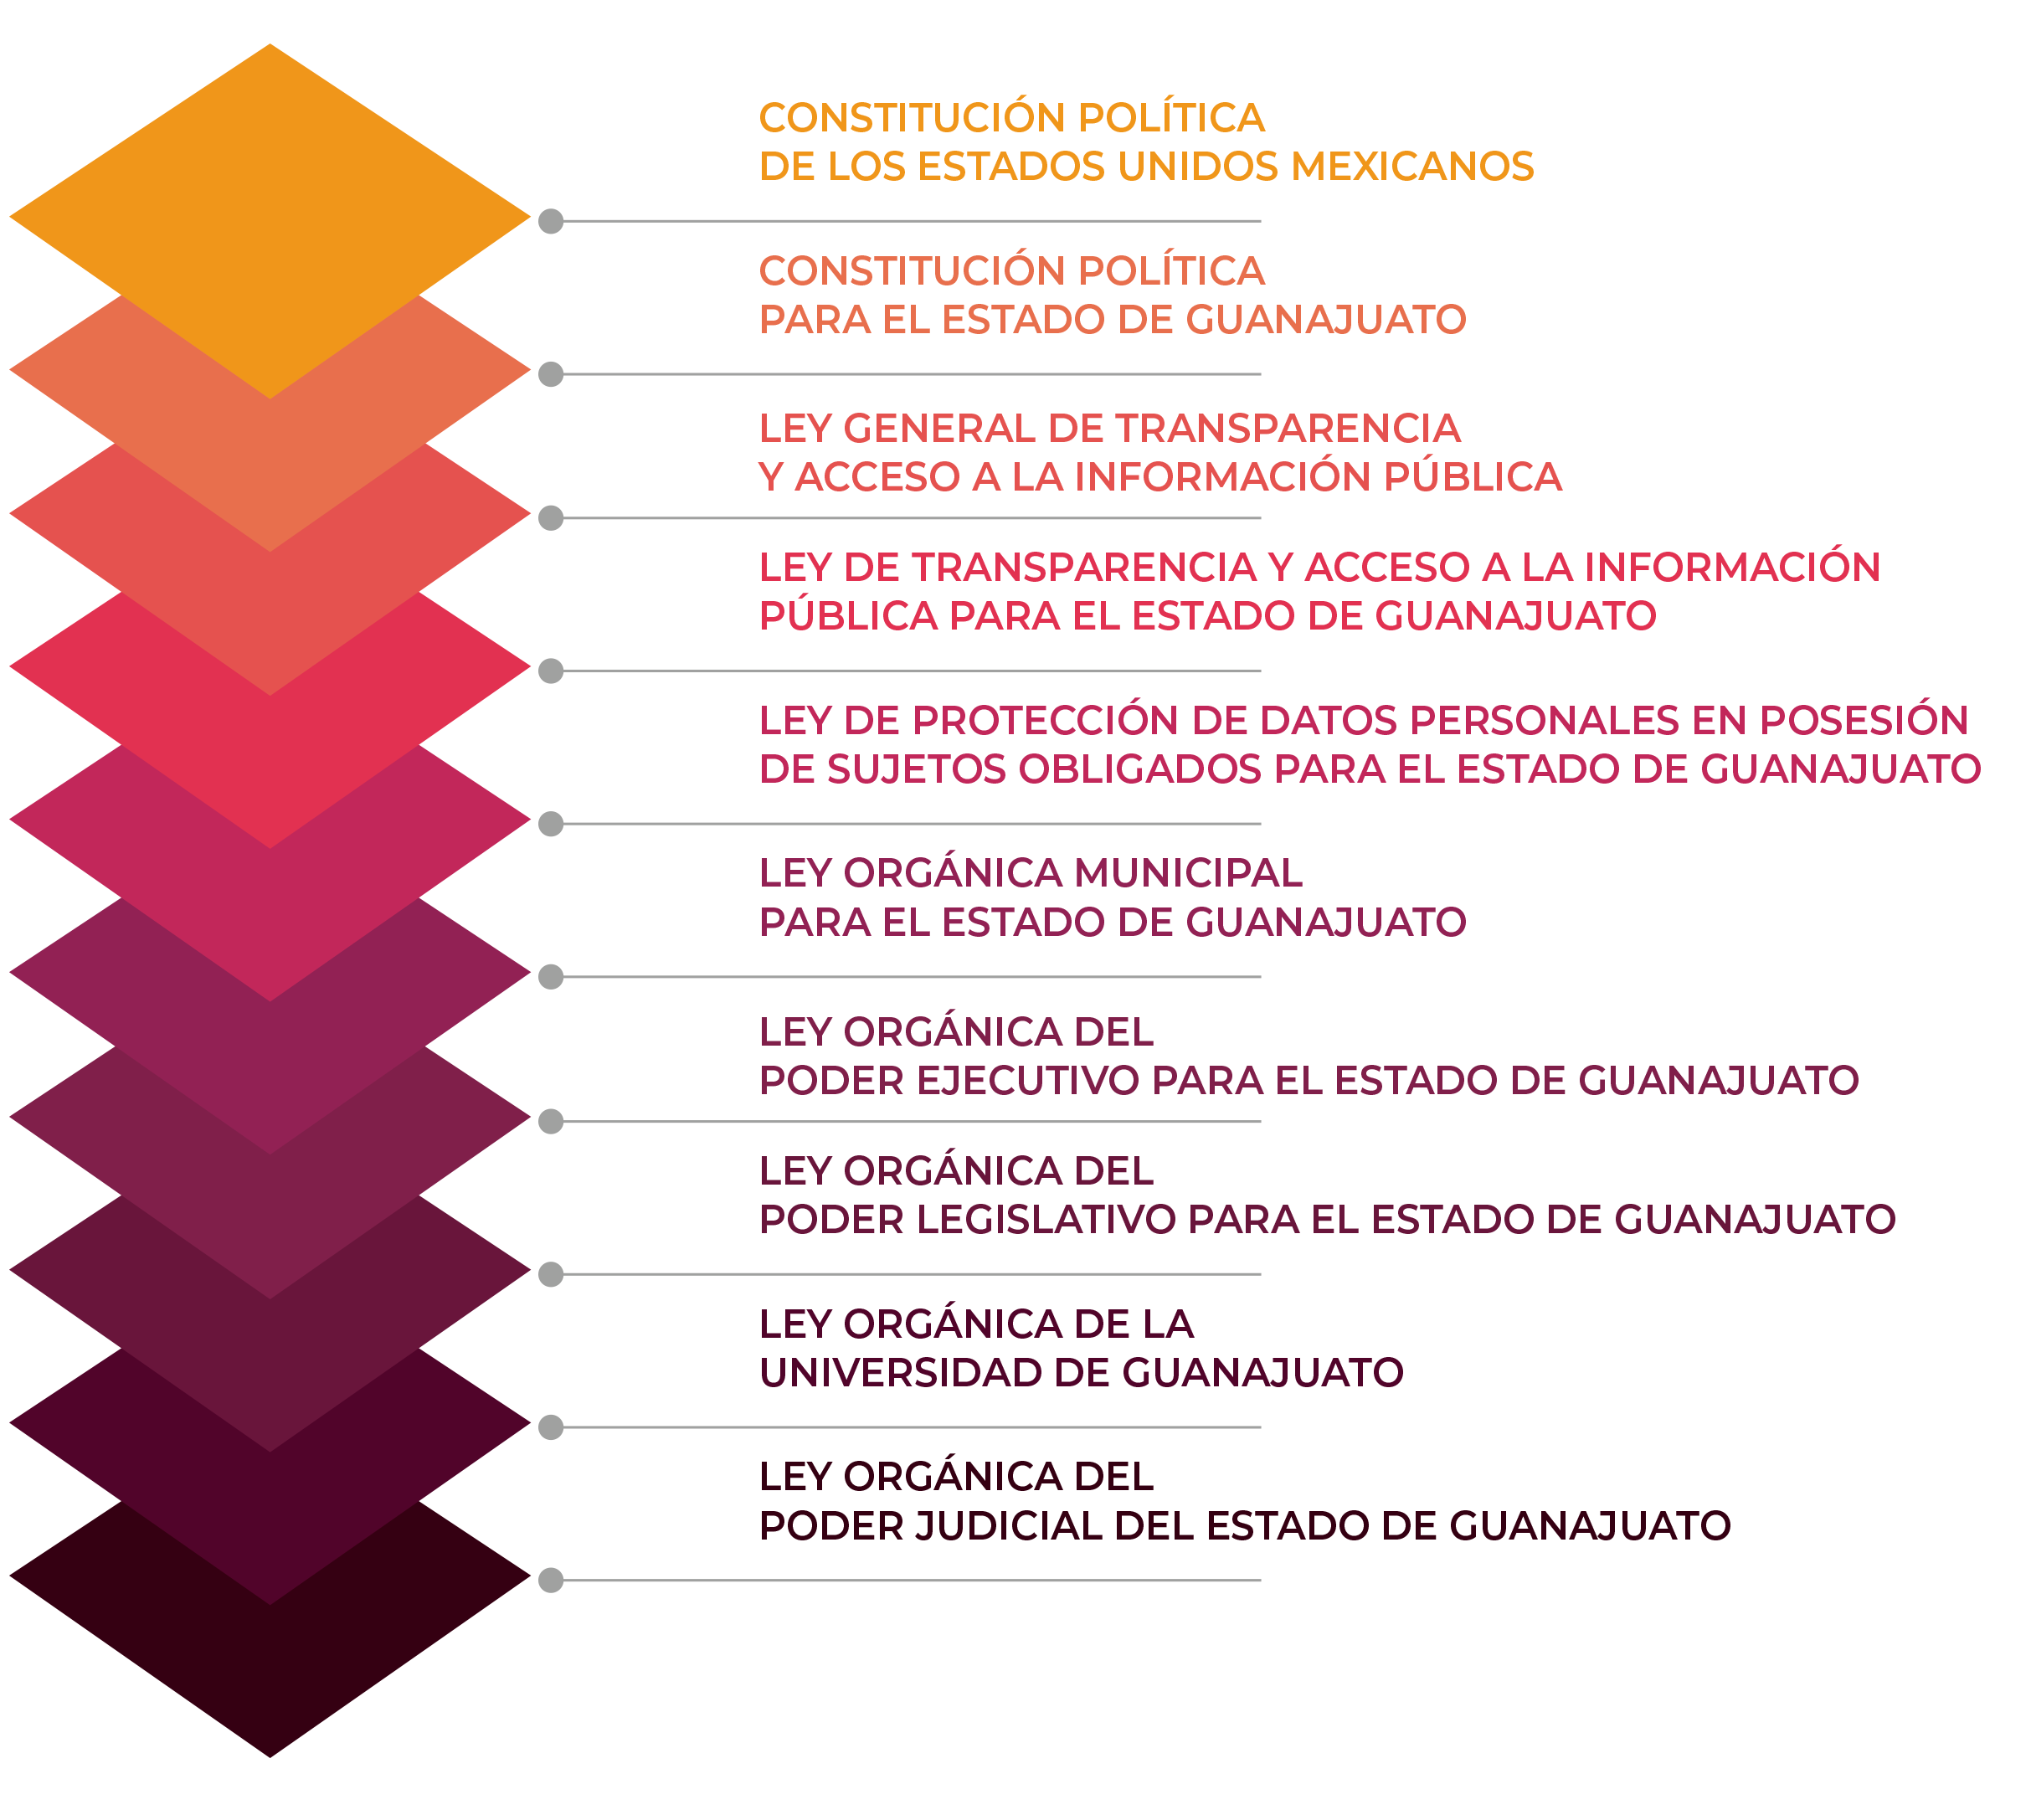 CONSTITUCIÓN POLÍTICA
DE LOS ESTADOS UNIDOS MEXICANOS
CONSTITUCIÓN POLÍTICA
PARA EL ESTADO DE GUANAJUATO
LEY GENERAL DE TRANSPARENCIA
Y ACCESO A LA INFORMACIÓN PÚBLICA
LEY DE TRANSPARENCIA Y ACCESO A LA INFORMACIÓN
PÚBLICA PARA EL ESTADO DE GUANAJUATO
LEY DE PROTECCIÓN DE DATOS PERSONALES EN POSESIÓN
DE SUJETOS OBLIGADOS PARA EL ESTADO DE GUANAJUATO
LEY ORGÁNICA MUNICIPAL
PARA EL ESTADO DE GUANAJUATO
LEY ORGÁNICA DEL
PODER EJECUTIVO PARA EL ESTADO DE GUANAJUATO
LEY ORGÁNICA DEL
PODER LEGISLATIVO PARA EL ESTADO DE GUANAJUATO
LEY ORGÁNICA DE LA
UNIVERSIDAD DE GUANAJUATO
LEY ORGÁNICA DEL
PODER JUDICIAL DEL ESTADO DE GUANAJUATO